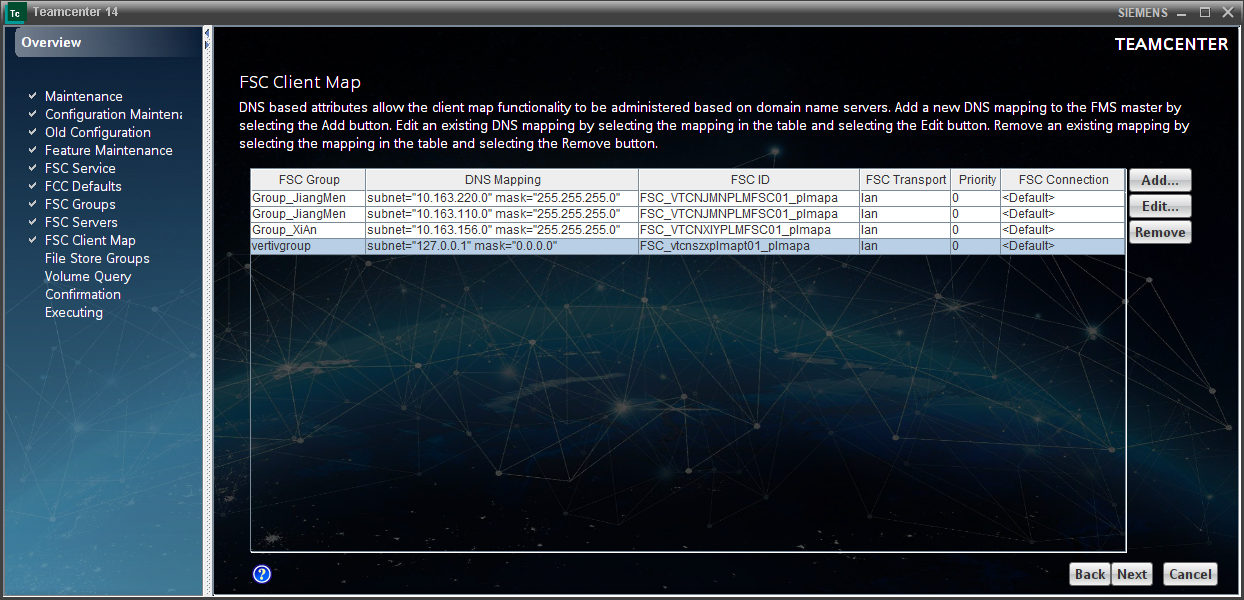 Tc Teamcenter 14 SIEMENS
Overview
TEAMCENTER
Maintenance
Configuration Maintena
Old Configuration
Feature Maintenance
FSC Service
FCC Defaults
FSC Groups
FSC Servers
FSC Client Map
File Store Groups
Volume Query
Confirmation
Executing
FSC Client Map
DNS based attributes allow the client map functionality to be administered based on domain name servers. Add a new DNS mapping to the FMS master by
selecting the Add button. Edit an existing DNS mapping by selecting the mapping in the table and selecting the Edit button. Remove an existing mapping by
selecting the mapping in the table and selecting the Remove button.
FSC Group DNS Mapping FSC ID FSC Transport Priority FSC Connection
Group_JiangMen subnet="10.163.220.0" mask="255.255.255.0" FSC_VTCNJMNPLMFSC01_plmapa lan 0 <Default>
Group_JiangMen subnet="10.163.110.0" mask="255.255.255.0" FSC_VTCNJMNPLMFSC01_plmapa lan 0 <Default>
Group_XiAn subnet="10.163.156.0" mask="255.255.255.0" FSC_VTCNXIYPLMFSC01_plmapa lan 0 <Default>
vertivgroup subnet="127.0.0.1" mask="0.0.0.0" FSC_vtcnszxplmapt01_plmapa lan 0 <Default>
Add...
Edit...
Remove
?
Back Next Cancel